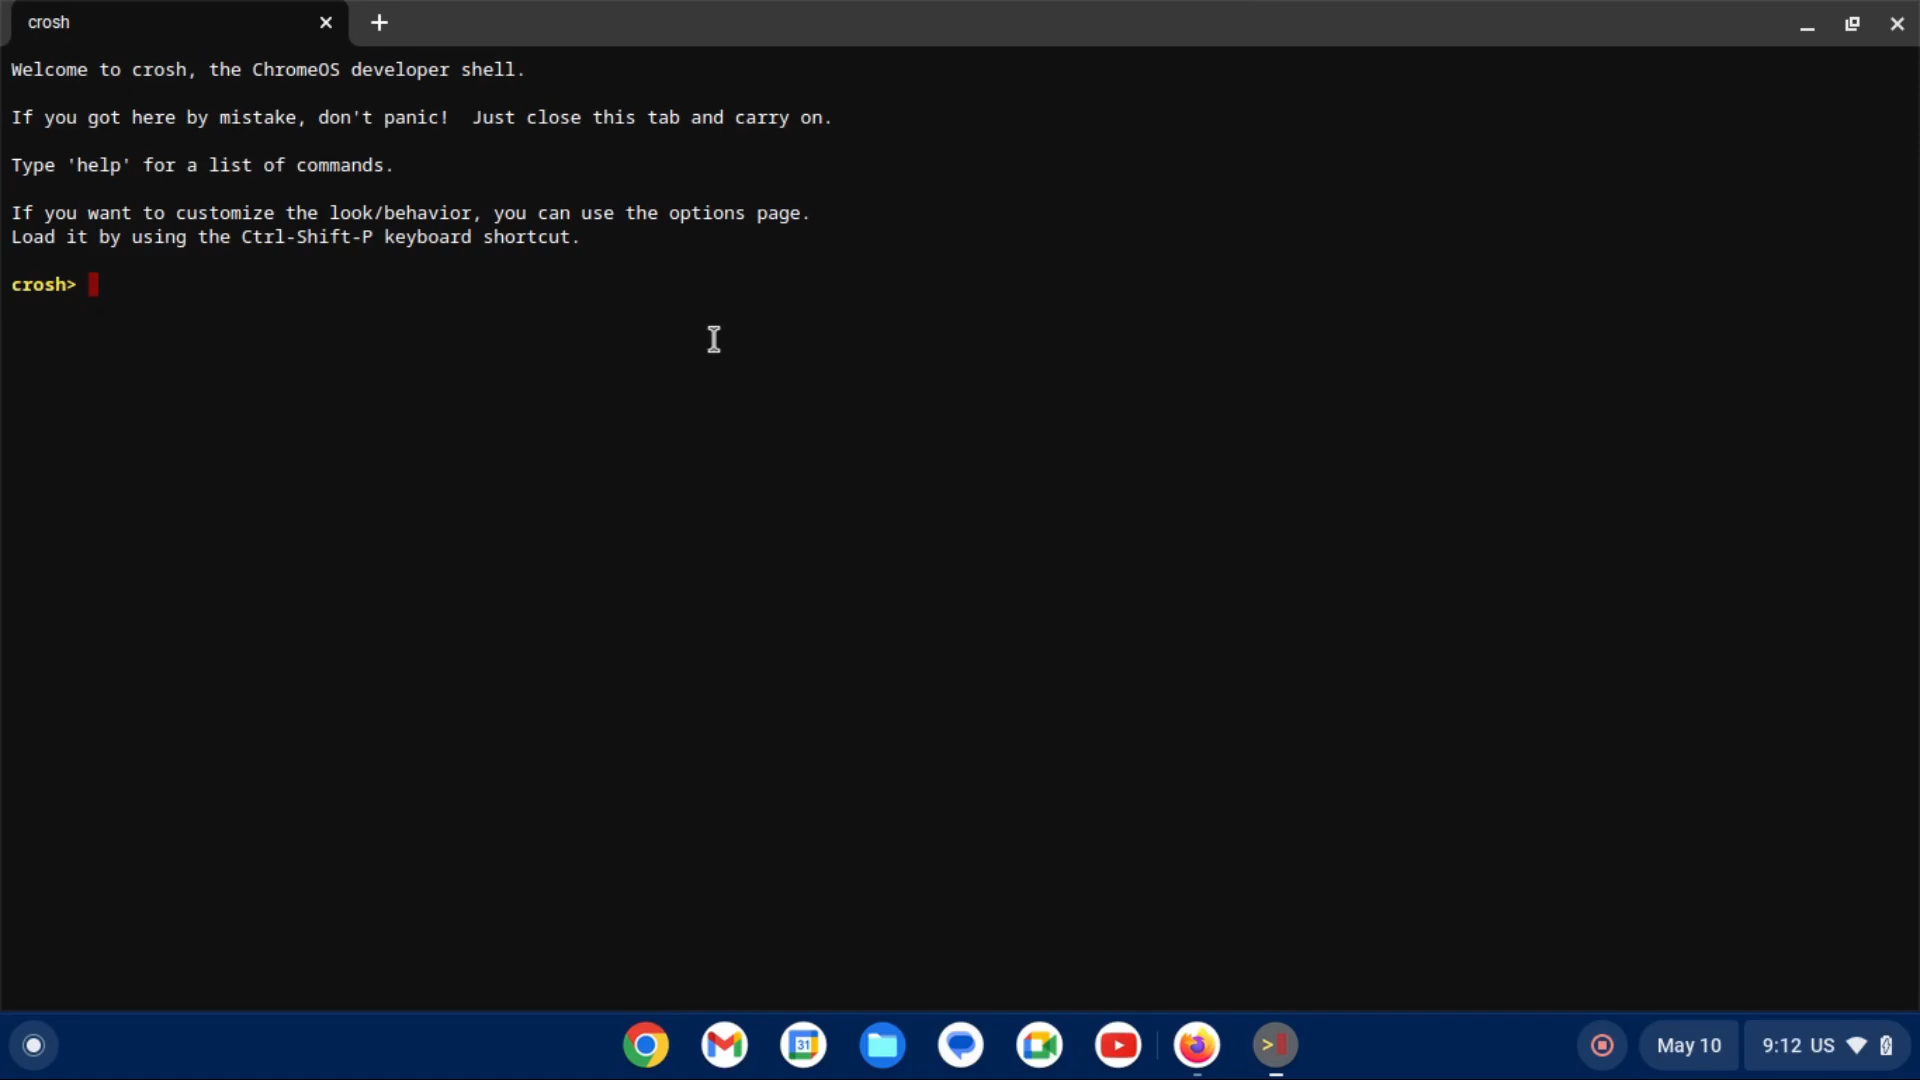 crosh
Welcome to crosh, the ChromeOS developer shell.
If you got here by mistake, don't panic!  Just close this tab and carry on.
Type 'help' for a list of commands.
If you want to customize the look/behavior, you can use the options page.
Load it by using the Ctrl-Shift-P keyboard shortcut.
crosh>
31
>
May 10
9:12 US